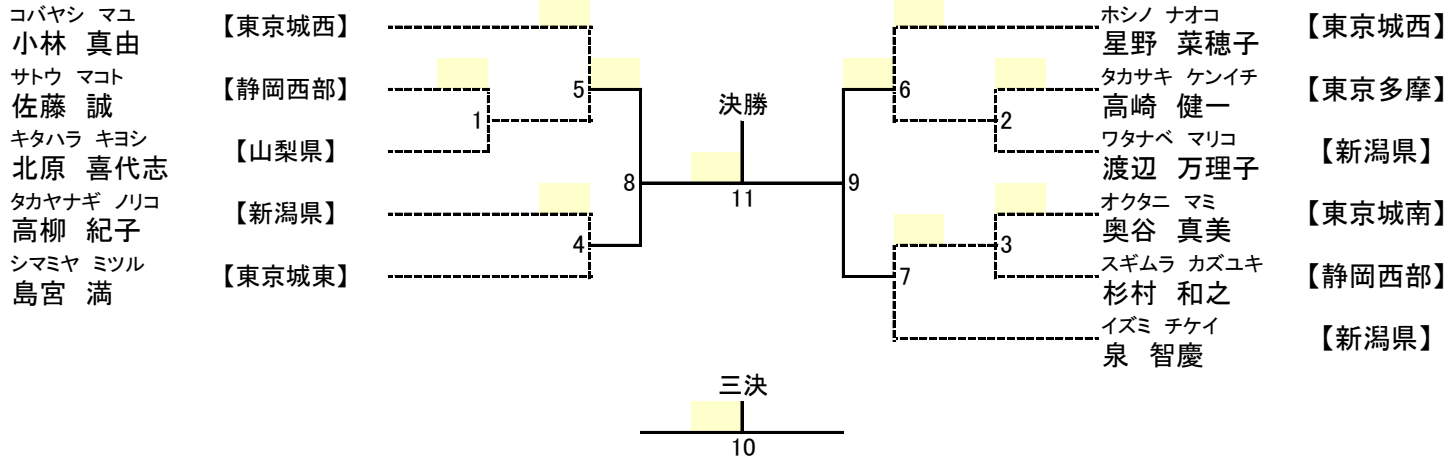 コバヤシ マユ
小林 真由
【東京城西】
サトウ マコト
佐藤 誠
【静岡西部】
キタハラ キヨシ
北原 喜代志
【山梨県】
タカヤナギ ノリコ
高柳 紀子
【新潟県】
シマミヤ ミツル
島宮 満
【東京城東】
1
5
4
8
決勝
11
9
6
2
3
7
ホシノ ナオコ
星野 菜穂子
【東京城西】
タカサキ ケンイチ
高崎 健一
【東京多摩】
ワタナベ マリコ
渡辺 万理子
【新潟県】
オクタニ マミ
奥谷 真美
【東京城南】
スギムラ カズユキ
杉村 和之
【静岡西部】
イズミ チケイ
泉 智慶
【新潟県】
三決
10